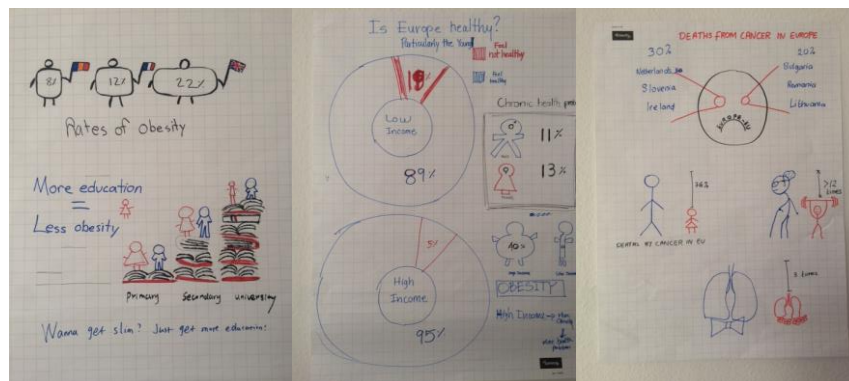 8%
12%
22%
Rates of obesity
More education
=
Less obesity
primary
secondary
university
Wanna get slim? Just get more education!
Is Europe healthy?
Particularly the Young
Feel
not healthy
Feel
healthy
Low
Income
89%
Chronic health
11%
13%
5%
High
Income
95%
40%
OBESITY
High Income
DEATHS FROM CANCER IN EUROPE
30%
20%
Netherlands
Slovenia
Ireland
Bulgaria
Romania
Lithuania
EUROPE-EU
DEATHS BY CANCER IN EU